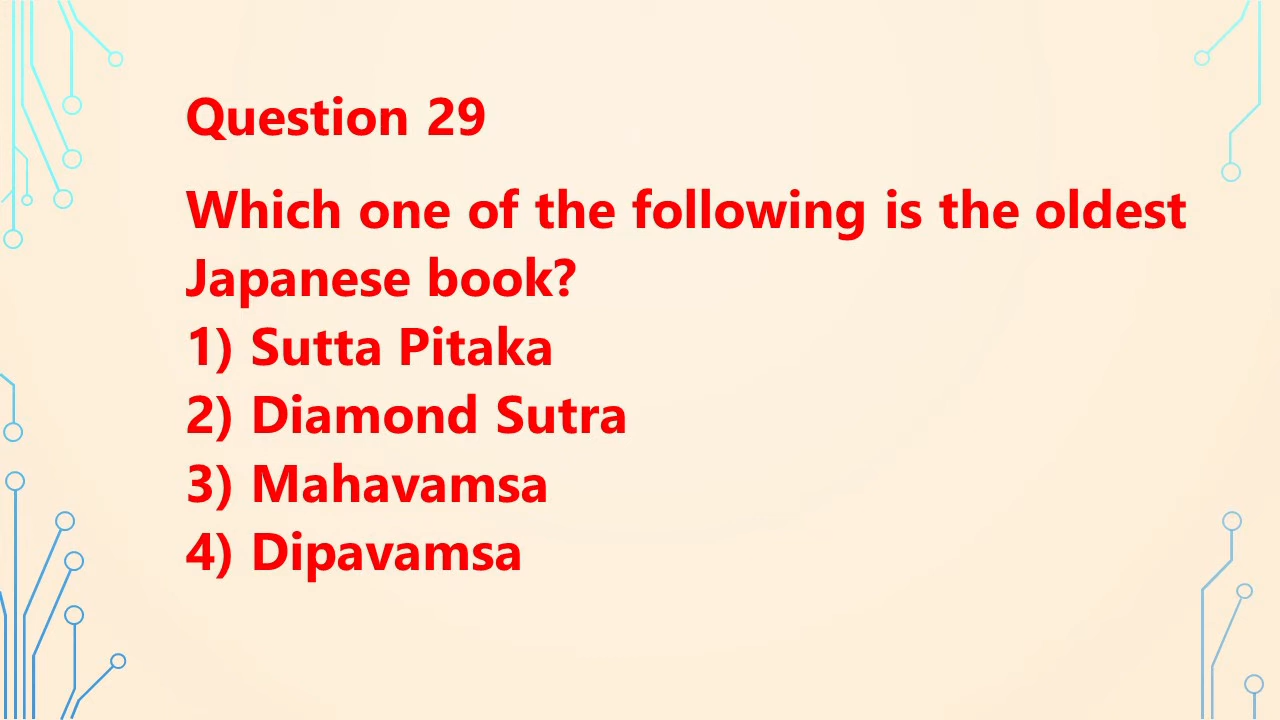 Question 29
Which one of the following is the oldest
Japanese book?
1) Sutta Pitaka
2) Diamond Sutra
3) Mahavamsa
4) Dipavamsa